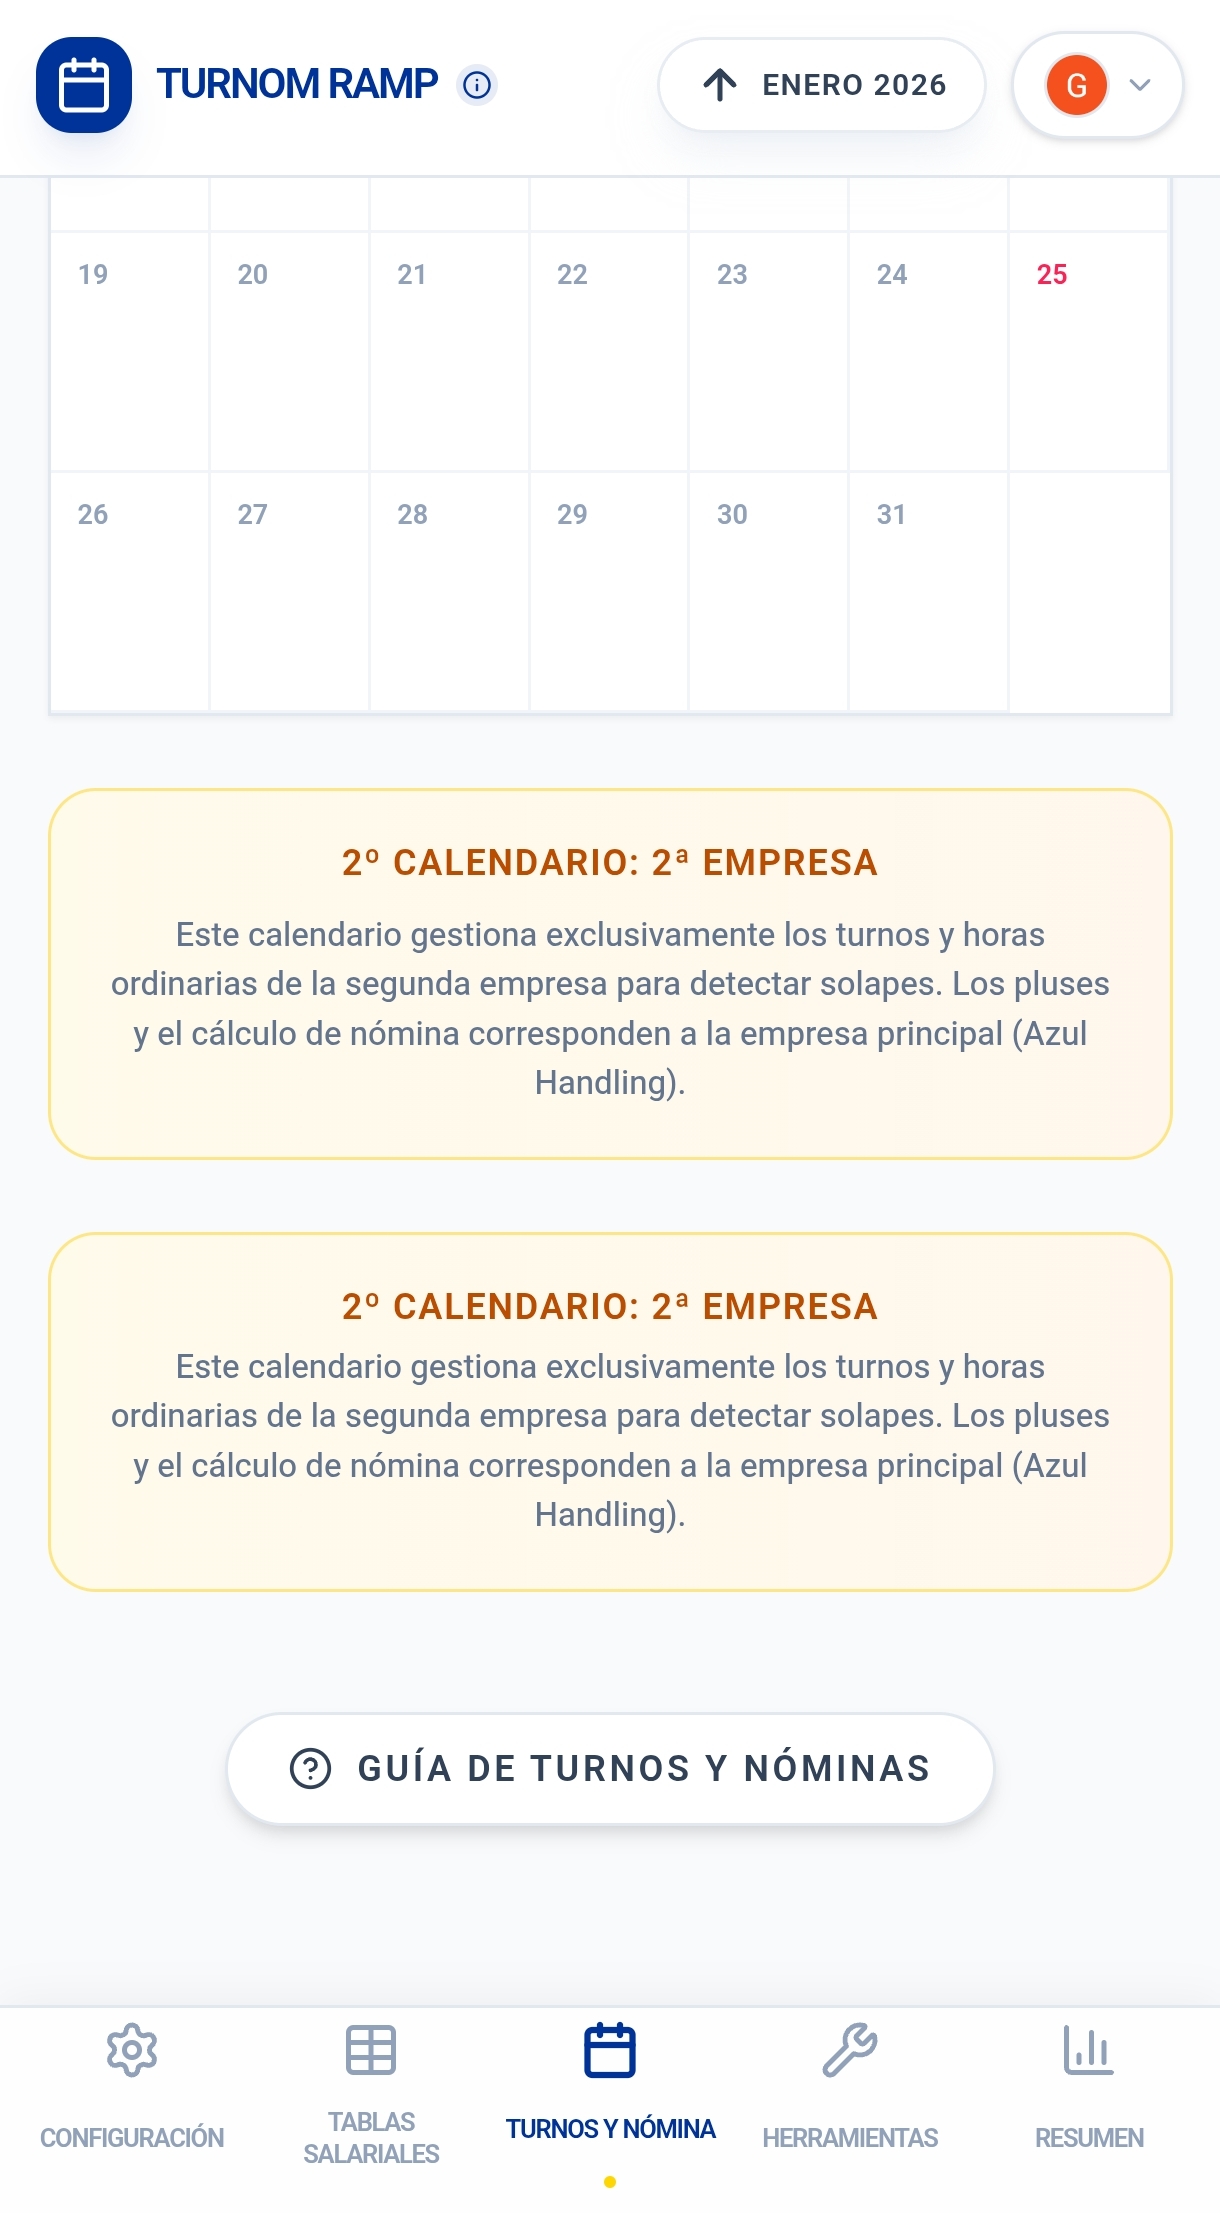 TURNOM RAMP
ENERO 2026
G
19 20 21 22 23 24 25
26 27 28 29 30 31
2º CALENDARIO: 2ª EMPRESA
Este calendario gestiona exclusivamente los turnos y horas
ordinarias de la segunda empresa para detectar solapes. Los pluses
y el cálculo de nómina corresponden a la empresa principal (Azul
Handling).
2º CALENDARIO: 2ª EMPRESA
Este calendario gestiona exclusivamente los turnos y horas
ordinarias de la segunda empresa para detectar solapes. Los pluses
y el cálculo de nómina corresponden a la empresa principal (Azul
Handling).
GUÍA DE TURNOS Y NÓMINAS
CONFIGURACIÓN
TABLAS
SALARIALES
TURNOS Y NÓMINA
HERRAMIENTAS
RESUMEN